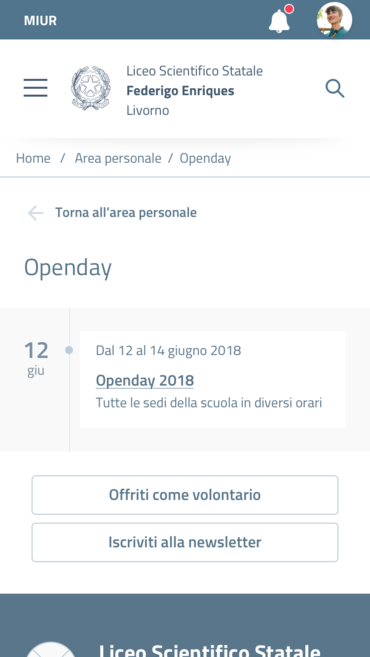 MIUR
Liceo Scientifico Statale
Federigo Enriques
Livorno
Home / Area personale / Openday
Torna all'area personale
Openday
12
giu
Dal 12 al 14 giugno 2018
Openday 2018
Tutte le sedi della scuola in diversi orari
Offriti come volontario
Iscriviti alla newsletter
Liceo Scientifico Statale